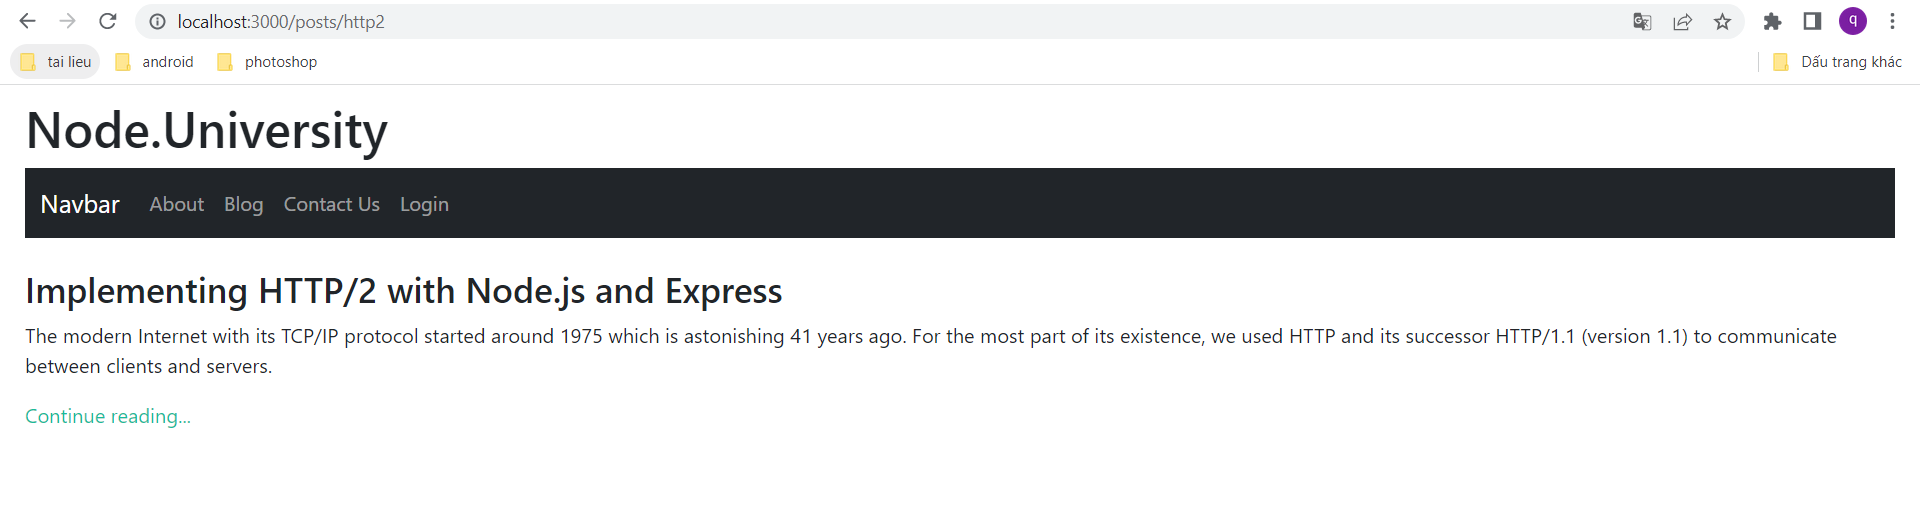 localhost:3000/posts/http2
q
tai lieu android photoshop Dấu trang khác
Node.University
Navbar About Blog Contact Us Login
Implementing HTTP/2 with Node.js and Express
The modern Internet with its TCP/IP protocol started around 1975 which is astonishing 41 years ago. For the most part of its existence, we used HTTP and its successor HTTP/1.1 (version 1.1) to communicate
between clients and servers.
Continue reading...